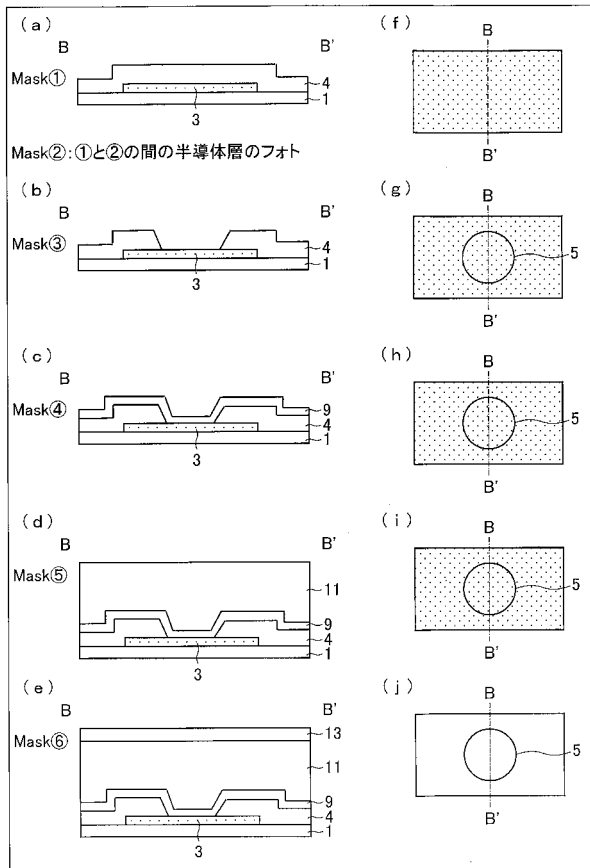 (a)
B
B'
Mask①
4
1
3
(f)
B
B'
Mask②:①と②の間の半導体層のフォト
(b)
B
B'
Mask③
4
1
3
(g)
B
5
B'
(c)
B
B'
Mask④
9
4
1
3
(h)
B
5
B'
(d)
B
B'
Mask⑤
11
9
4
1
3
(i)
B
5
B'
(e)
B
B'
Mask⑥
13
11
9
4
1
3
(j)
B
5
B'